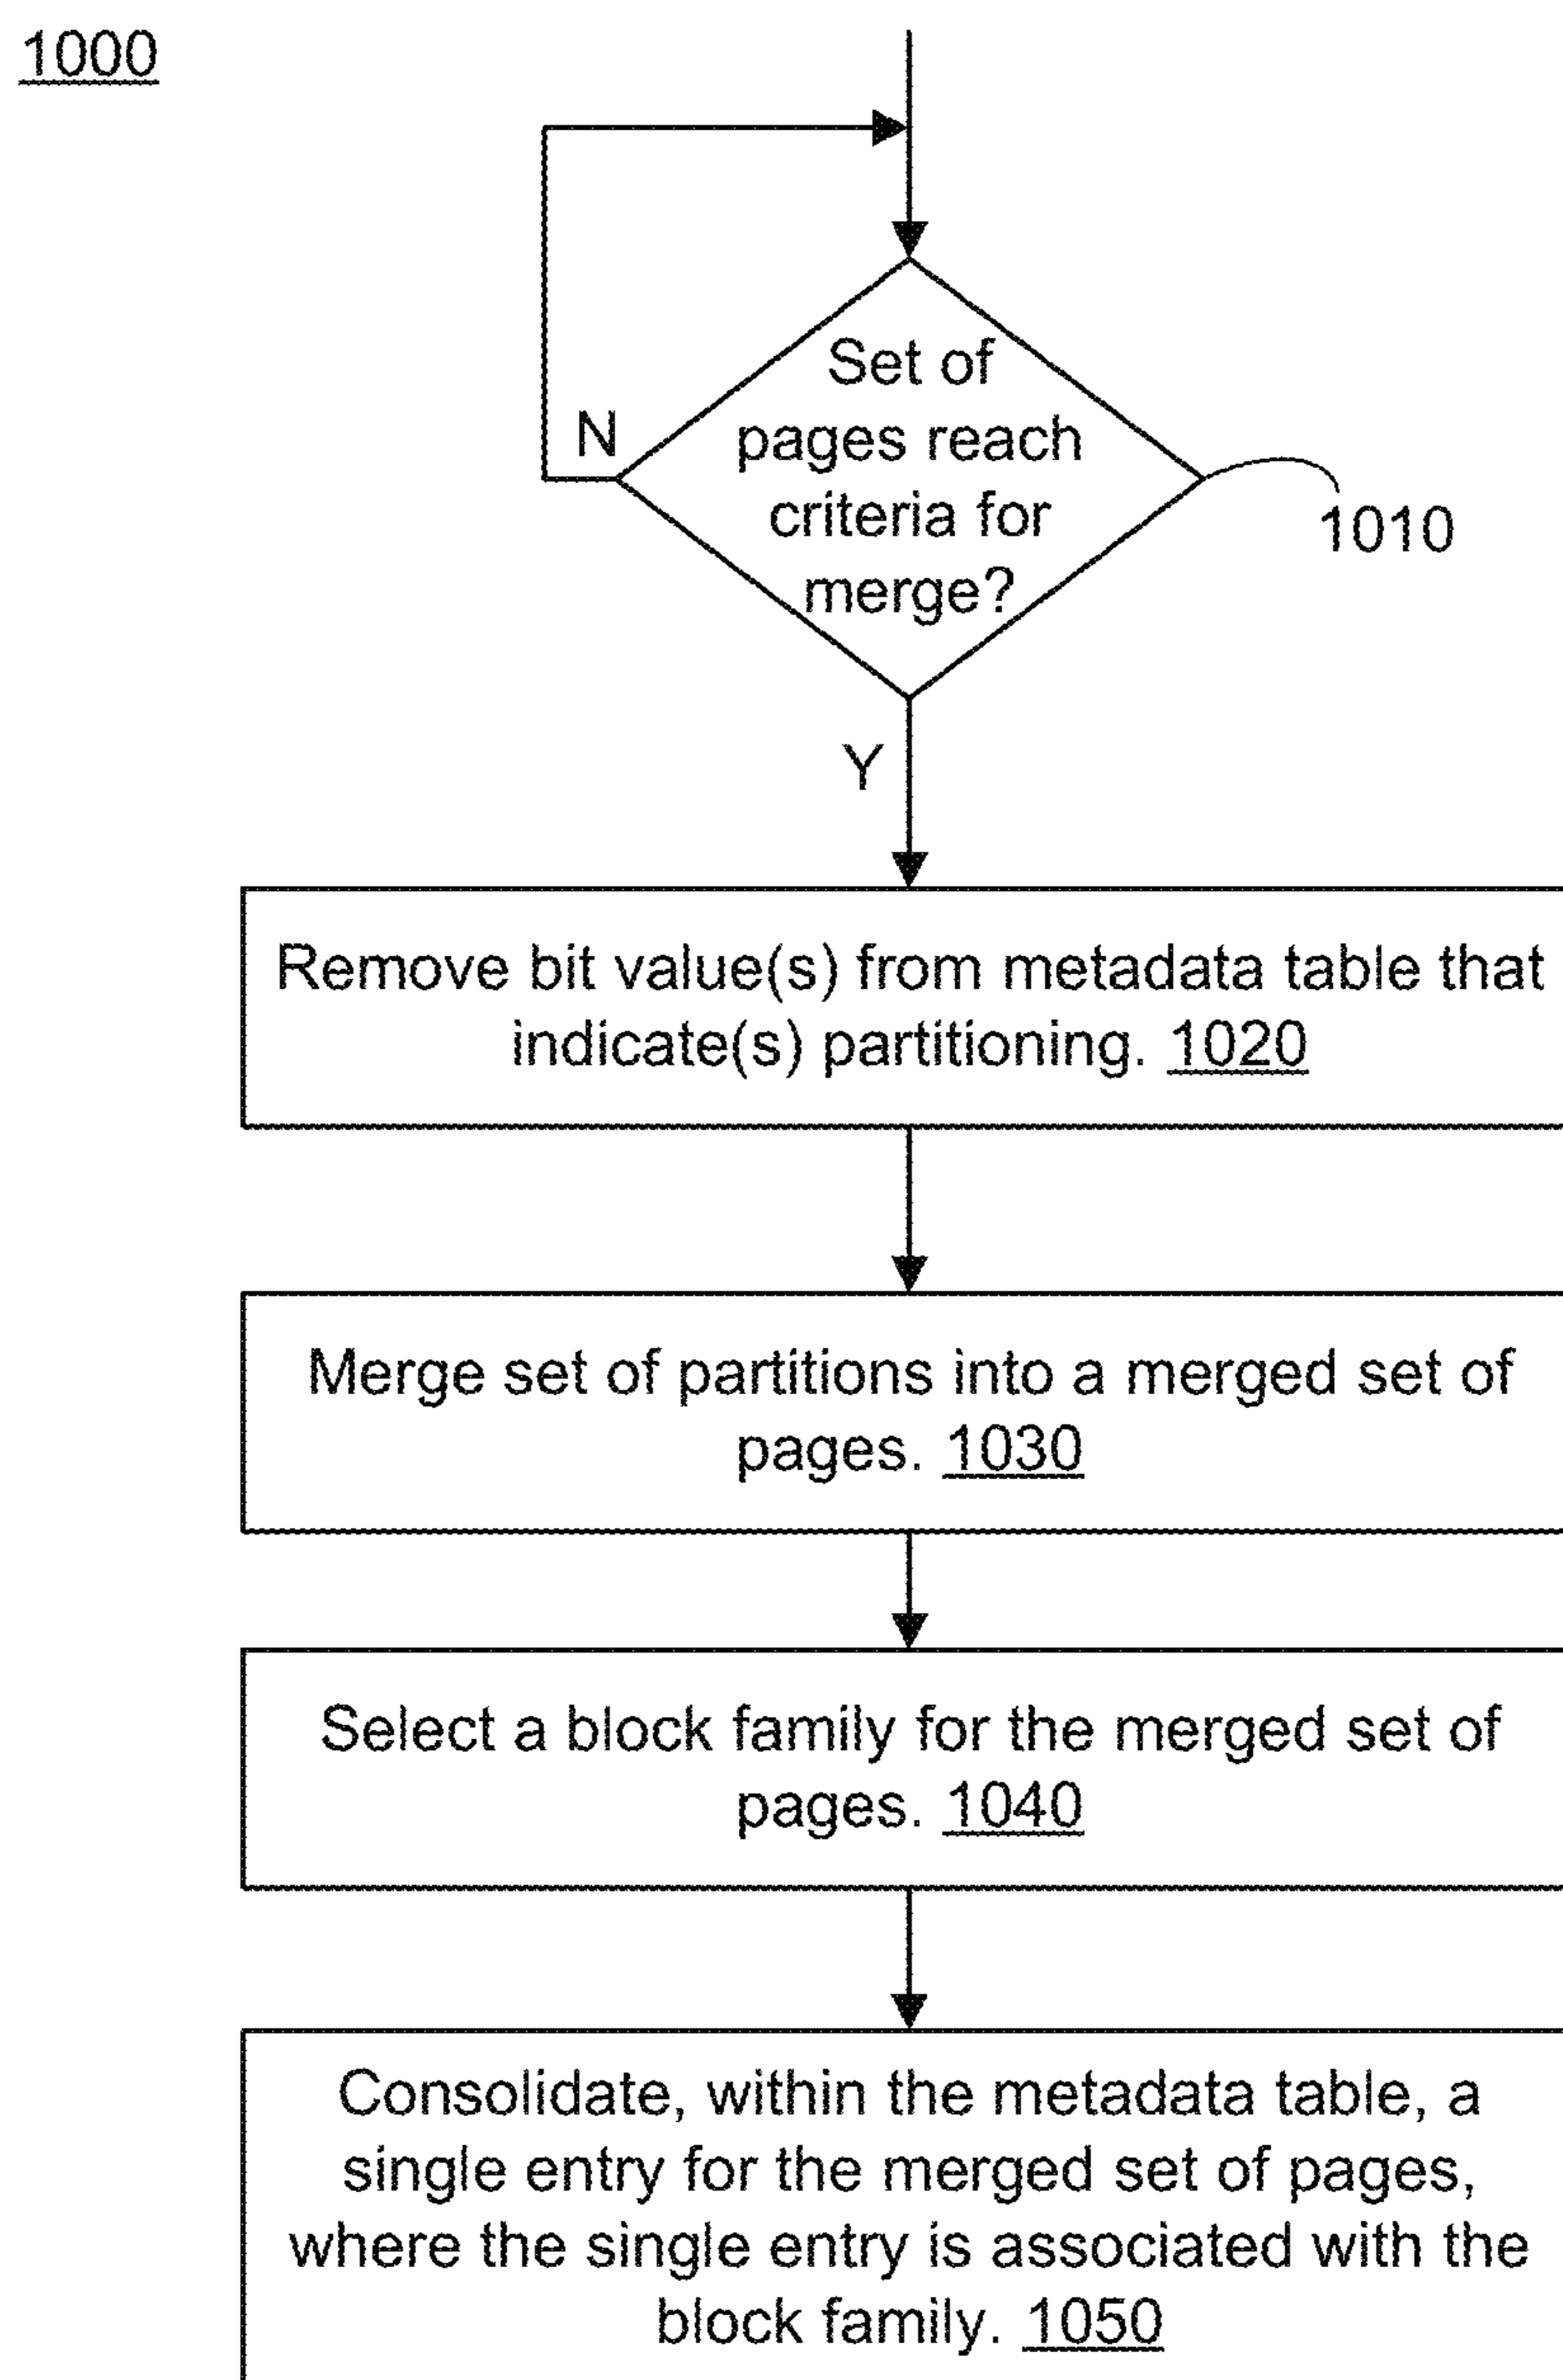 1000
Set of
pages reach
criteria for
merge?
N
1010
Y
Remove bit value(s) from metadata table that
indicate(s) partitioning. 1020
Merge set of partitions into a merged set of
pages. 1030
Select a block family for the merged set of
pages. 1040
Consolidate, within the metadata table, a
single entry for the merged set of pages,
where the single entry is associated with the
block family. 1050